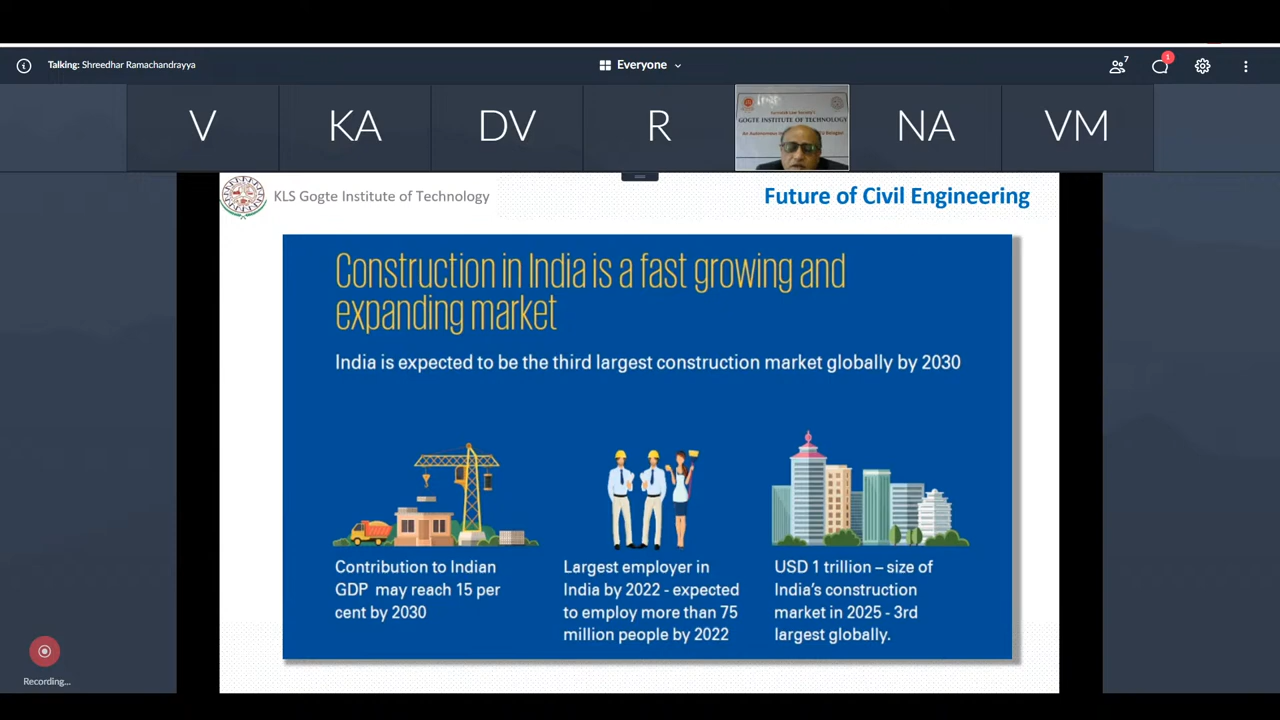 Talking: Shreedhar Ramachandrayya
Everyone
7
1
V
KA
DV
R
GOGTE INSTITUTE OF TECHNOLOGY
NA
VM
KLS Gogte Institute of Technology
Future of Civil Engineering
Construction in India is a fast growing and
expanding market
India is expected to be the third largest construction market globally by 2030
Contribution to Indian
GDP may reach 15 per
cent by 2030
Largest employer in
India by 2022 - expected
to employ more than 75
million people by 2022
USD 1 trillion – size of
India's construction
market in 2025 - 3rd
largest globally.
Recording...